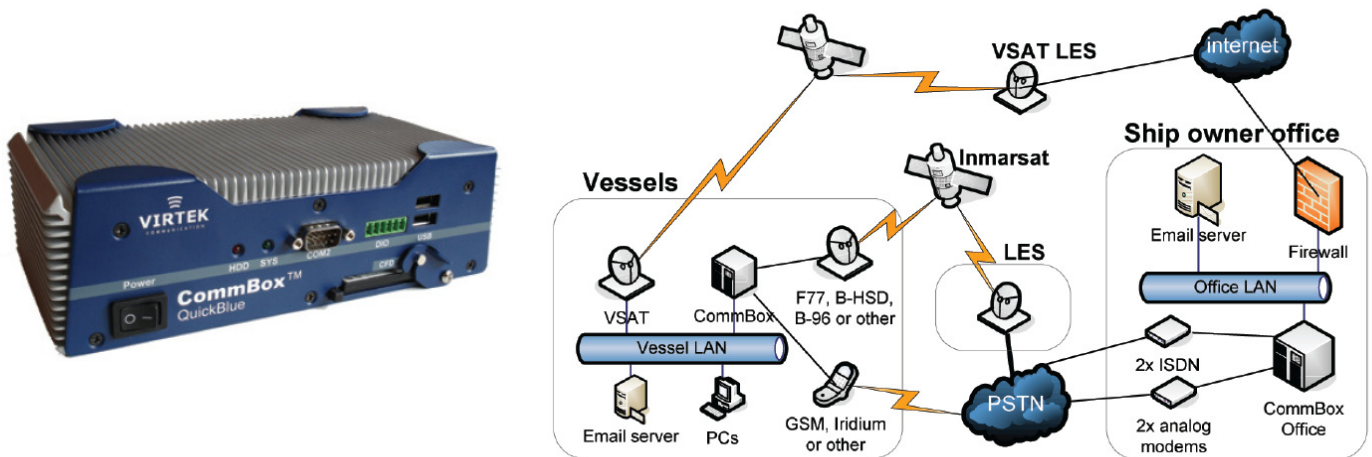 VIRTEK
COMMUNICATION
HDD
SYS
COM2
DIO
USB
CFD
Power
CommBox™
QuickBlue
VSAT LES
internet
Inmarsat
Ship owner office
Vessels
Email server
Firewall
LES
F77, B-HSD,
B-96 or other
VSAT
CommBox
Office LAN
Vessel LAN
2x ISDN
PSTN
Email server
PCs
GSM, Iridium
or other
2x analog
modems
CommBox
Office